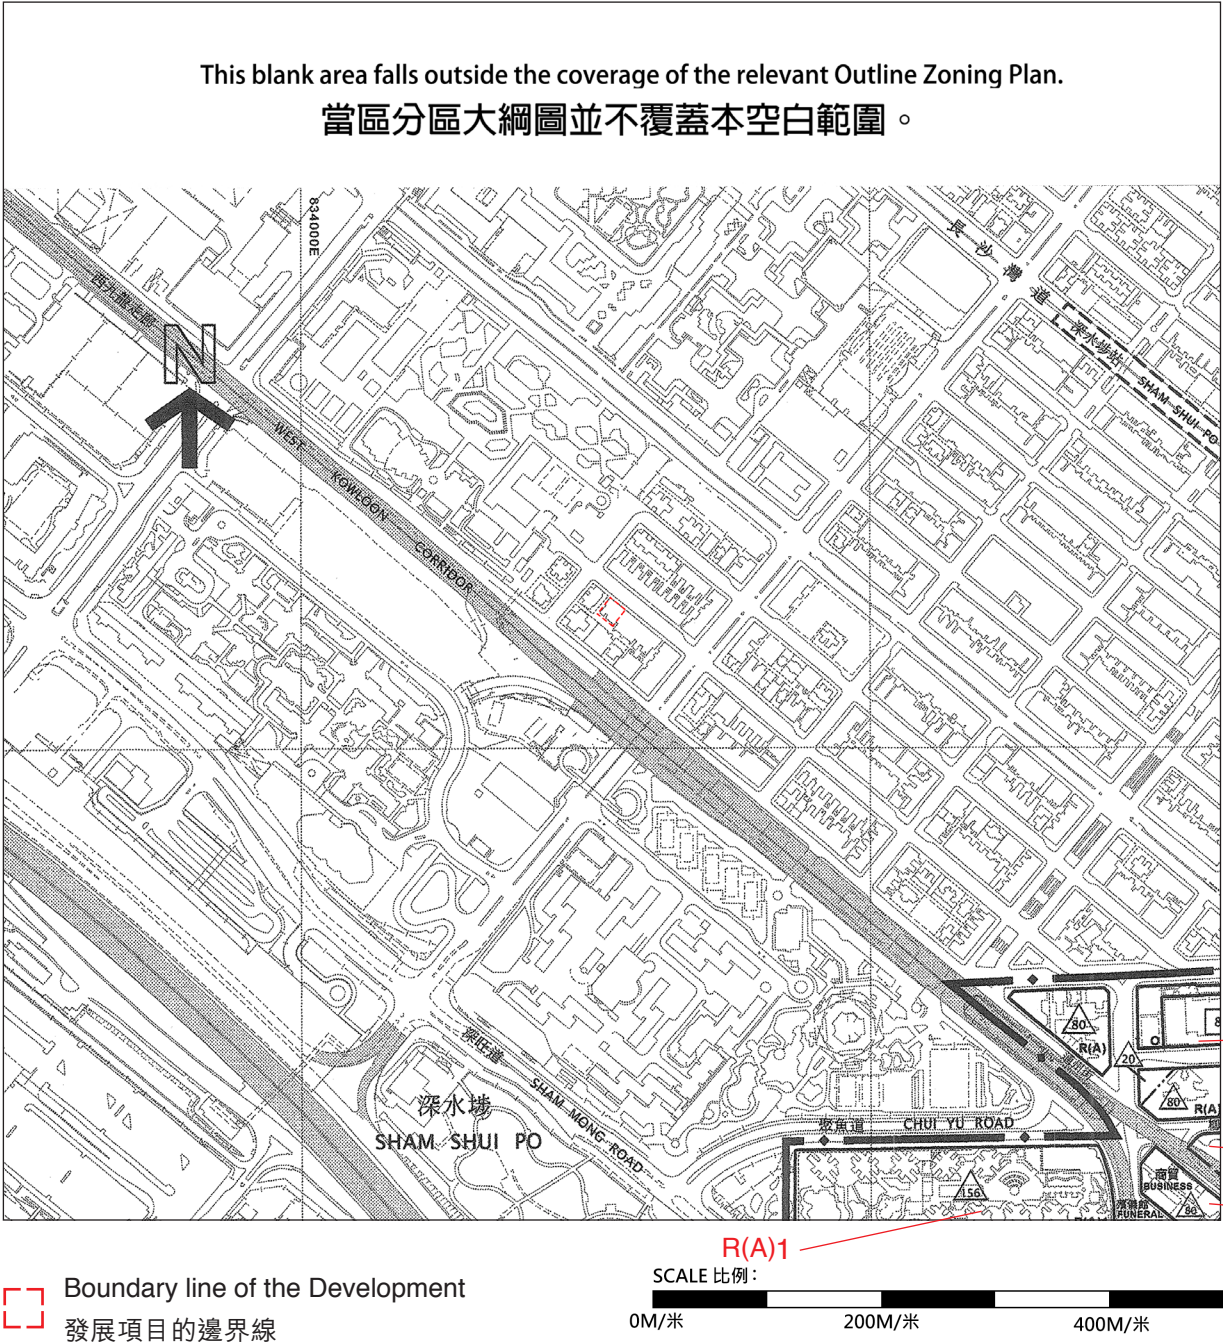 This blank area falls outside the coverage of the relevant Outline Zoning Plan.
當區分區大綱圖並不覆蓋本空白範圍。
834000E
長沙灣道
深水埗站
SHAM SHUI PO
西九龍走廊
N
WEST KOWLOON CORRIDOR
80
R(A)
20
O
8
80
R(A)
深旺道
SHAM MONG ROAD
深水埗
SHAM SHUI PO
聚魚道
CHUI YU ROAD
156
商貿
BUSINESS
80
殯儀館
FUNERAL
R(A)1
Boundary line of the Development
發展項目的邊界線
SCALE 比例：
0M/米
200M/米
400M/米